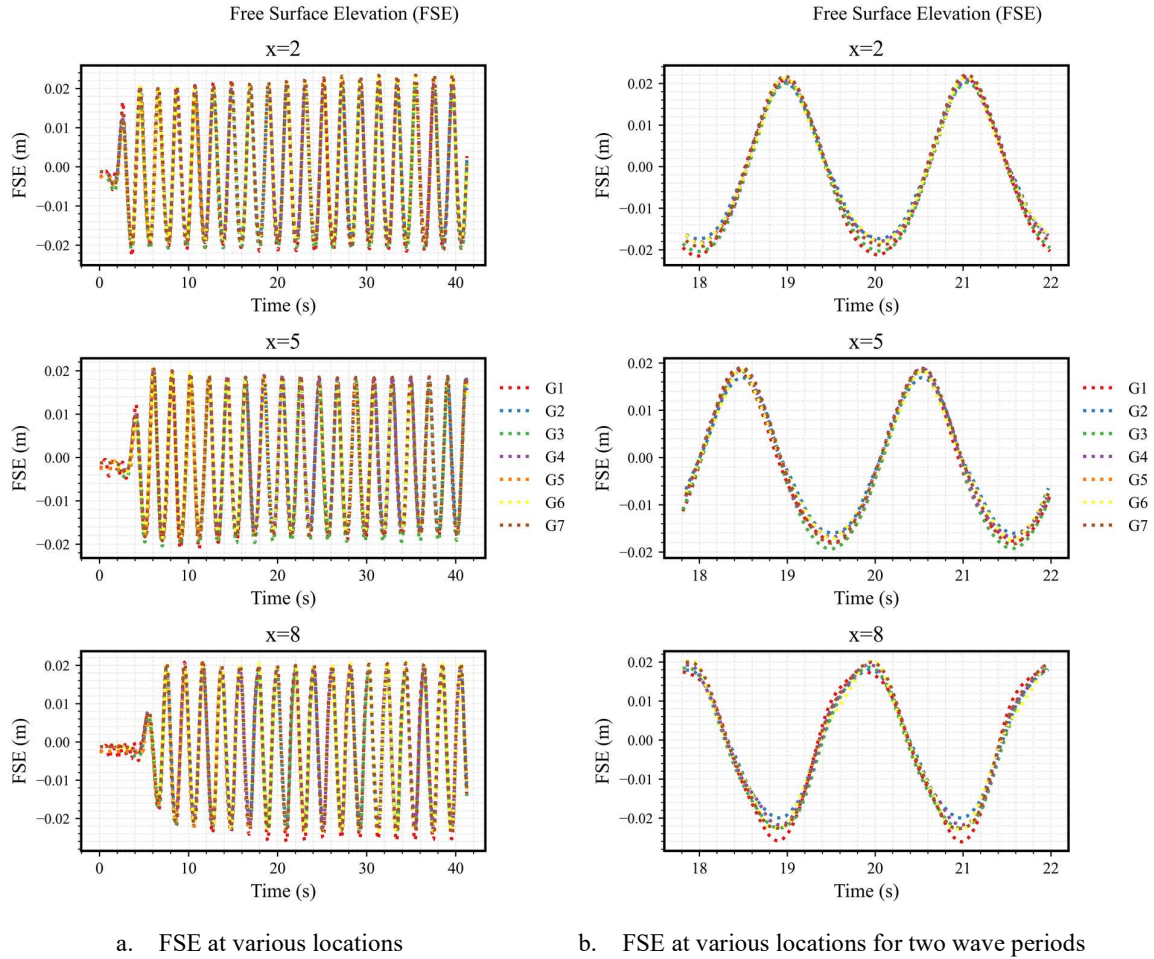 Free Surface Elevation (FSE)
x=2
FSE (m)
0.02
0.01
0.00
−0.01
−0.02
0 10 20 30 40
Time (s)
x=5
FSE (m)
0.02
0.01
0.00
−0.01
−0.02
0 10 20 30 40
Time (s)
G1
G2
G3
G4
G5
G6
G7
x=8
FSE (m)
0.02
0.01
0.00
−0.01
−0.02
0 10 20 30 40
Time (s)
a. FSE at various locations
Free Surface Elevation (FSE)
x=2
FSE (m)
0.02
0.01
0.00
−0.01
−0.02
18 19 20 21 22
Time (s)
x=5
FSE (m)
0.02
0.01
0.00
−0.01
−0.02
18 19 20 21 22
Time (s)
G1
G2
G3
G4
G5
G6
G7
x=8
FSE (m)
0.02
0.01
0.00
−0.01
−0.02
18 19 20 21 22
Time (s)
b. FSE at various locations for two wave periods